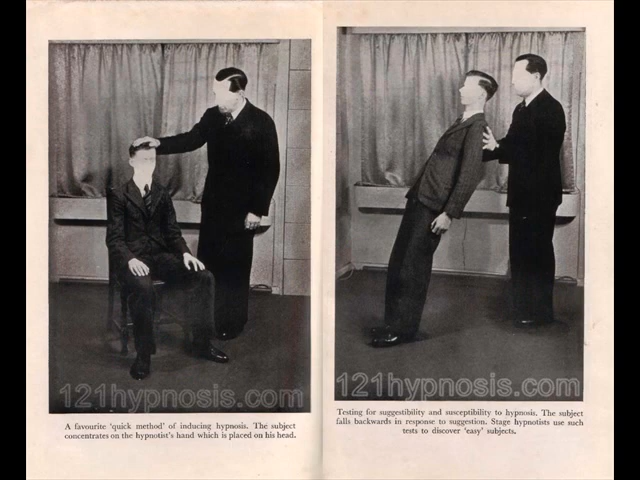 121hypnosis.com
A favourite 'quick method' of inducing hypnosis. The subject
concentrates on the hypnotist's hand which is placed on his head.
121hypnosis.com
Testing for suggestibility and susceptibility to hypnosis. The subject
falls backwards in response to suggestion. Stage hypnotists use such
tests to discover 'easy' subjects.